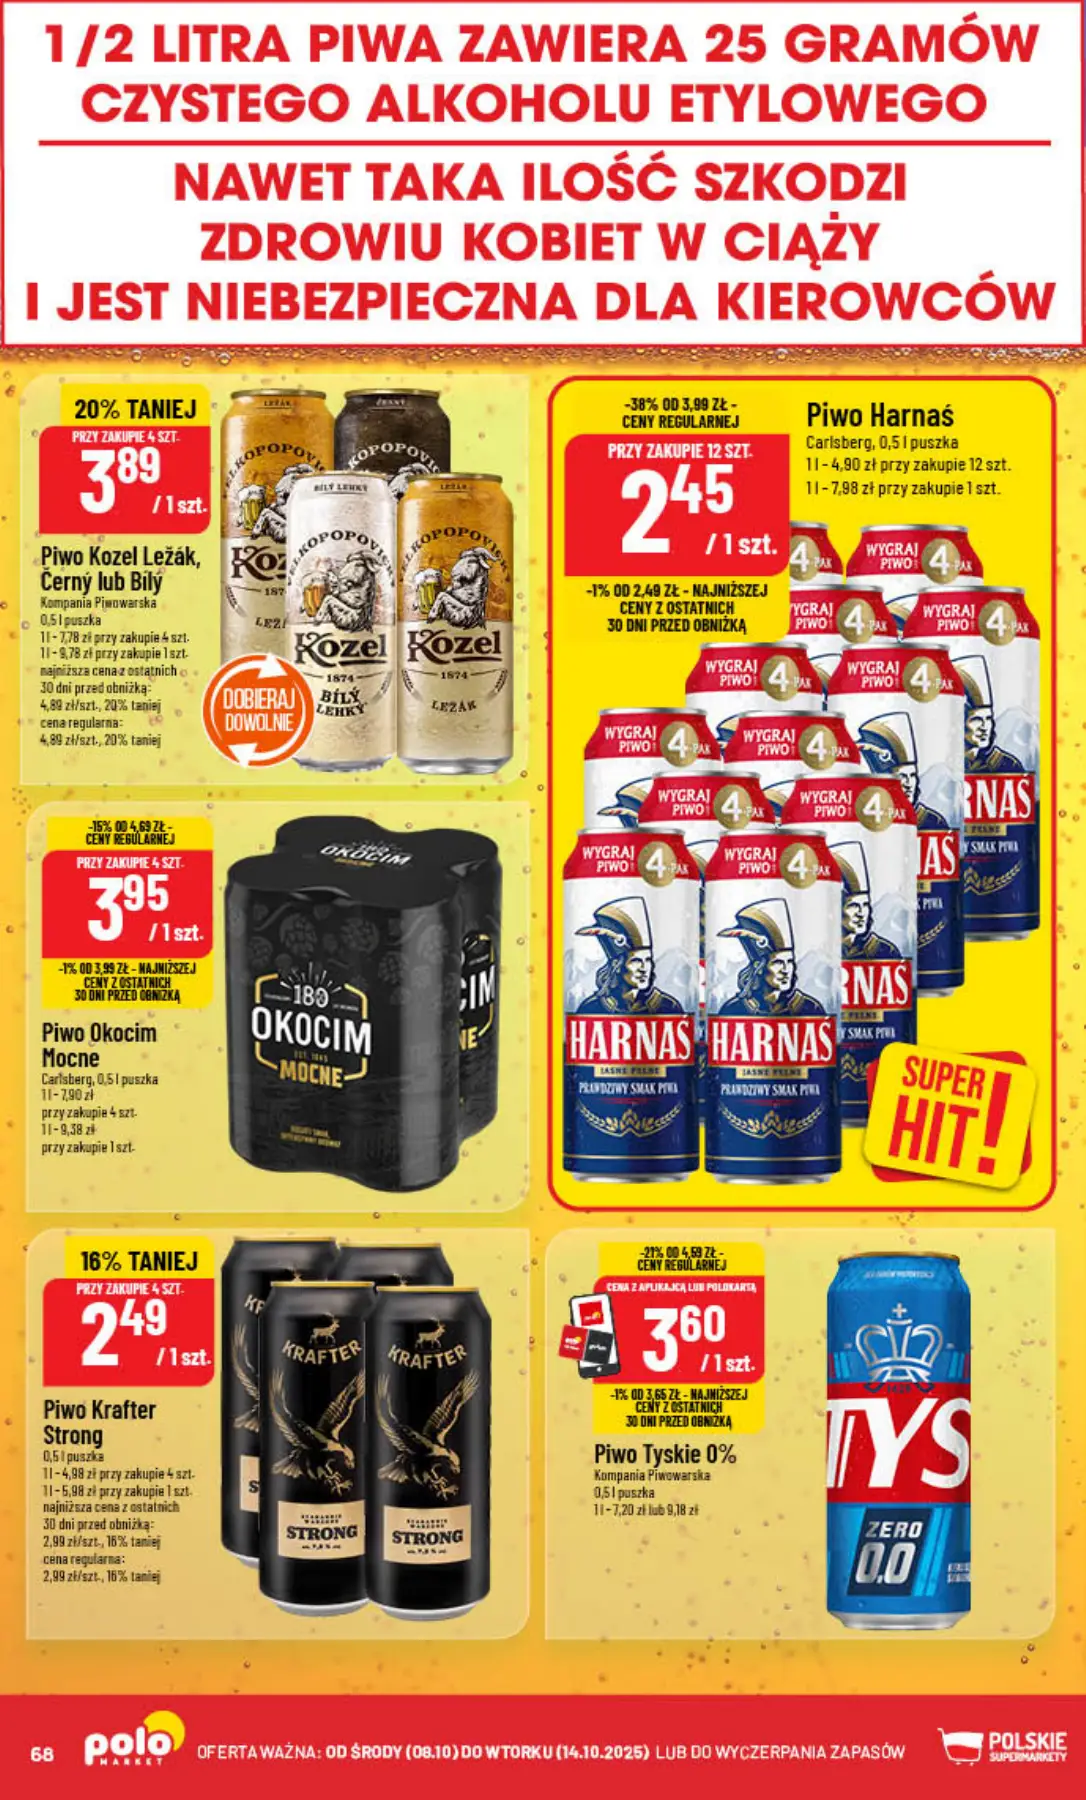 1/2 LITRA PIWA ZAWIERA 25 GRAMÓW
CZYSTEGO ALKOHOLU ETYLOWEGO
NAWET TAKA ILOŚĆ SZKODZI
ZDROWIU KOBIET W CIĄŻY
I JEST NIEBEZPIECZNA DLA KIEROWCÓW
20% TANIEJ
PRZY ZAKUPIE 4 SZT.
3 89
/ 1 szt.
Piwo Kozel Ležák,
Černý lub Bílý
Kompania Piwowarska
0,5 l puszka
1 l - 7,78 zł przy zakupie 4 szt.
1 l - 9,78 zł przy zakupie 1 szt.
najniższa cena z ostatnich
30 dni przed obniżką:
4,89 zł/szt., 20% taniej
cena regularna:
4,89 zł/szt., 20% taniej
DOBIERAJ
DOWOLNIE
Kozel
1874
BÍLÝ
LEHKÝ
Kozel
1874
LEŽÁK
-38% OD 3,99 ZŁ -
CENY REGULARNEJ
PRZY ZAKUPIE 12 SZT.
2 45
/ 1 szt.
-1% OD 2,49 ZŁ - NAJNIŻSZEJ
CENY Z OSTATNICH
30 DNI PRZED OBNIŻKĄ
Piwo Harnaś
Carlsberg, 0,5 l puszka
1 l - 4,90 zł przy zakupie 12 szt.
1 l - 7,98 zł przy zakupie 1 szt.
WYGRAJ
PIWO!
4-PAK
WYGRAJ
PIWO!
4-PAK
HARNAŚ
JASNE PEŁNE
PRAWDZIWY SMAK PIWA
HARNAŚ
JASNE PEŁNE
PRAWDZIWY SMAK PIWA
SUPER
HIT!
-15% OD 4,69 ZŁ -
CENY REGULARNEJ
PRZY ZAKUPIE 4 SZT.
3 95
/ 1 szt.
-1% OD 3,99 ZŁ - NAJNIŻSZEJ
CENY Z OSTATNICH
30 DNI PRZED OBNIŻKĄ
Piwo Okocim
Mocne
Carlsberg, 0,5 l puszka
1 l - 7,90 zł
przy zakupie 4 szt.
1 l - 9,38 zł
przy zakupie 1 szt.
180
OKOCIM
EST. 1845
MOCNE
16% TANIEJ
PRZY ZAKUPIE 4 SZT.
2 49
/ 1 szt.
Piwo Krafter
Strong
0,5 l puszka
1 l - 4,98 zł przy zakupie 4 szt.
1 l - 5,98 zł przy zakupie 1 szt.
najniższa cena z ostatnich
30 dni przed obniżką:
2,99 zł/szt., 16% taniej
cena regularna:
2,99 zł/szt., 16% taniej
KRAFTER
STRONG
KRAFTER
STRONG
-21% OD 4,59 ZŁ -
CENY REGULARNEJ
CENA Z APLIKACJĄ LUB POLOKARTĄ
3 60
/ 1 szt.
-1% OD 3,65 ZŁ - NAJNIŻSZEJ
CENY Z OSTATNICH
30 DNI PRZED OBNIŻKĄ
Piwo Tyskie 0%
Kompania Piwowarska
0,5 l puszka
1 l - 7,20 zł lub 9,18 zł
TYS
ZERO
0,0
68
polo
MARKET
OFERTA WAŻNA: OD ŚRODY (08.10) DO WTORKU (14.10.2025) LUB DO WYCZERPANIA ZAPASÓW
POLSKIE
SUPERMARKETY